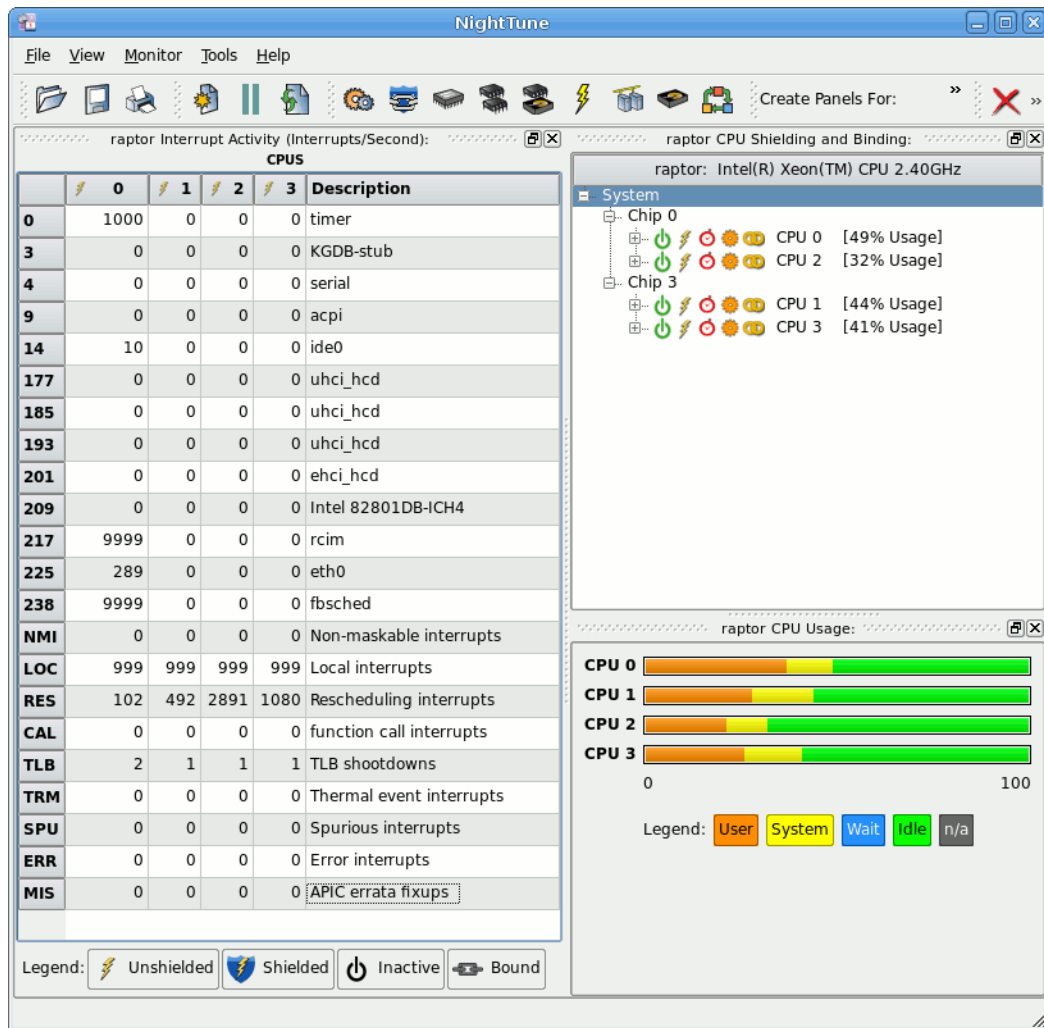 NightTune
File View Monitor Tools Help
Create Panels For: » »
raptor Interrupt Activity (Interrupts/Second):
CPUS
0 1 2 3 Description
0 1000 0 0 0 timer
3 0 0 0 0 KGDB-stub
4 0 0 0 0 serial
9 0 0 0 0 acpi
14 10 0 0 0 ide0
177 0 0 0 0 uhci_hcd
185 0 0 0 0 uhci_hcd
193 0 0 0 0 uhci_hcd
201 0 0 0 0 ehci_hcd
209 0 0 0 0 Intel 82801DB-ICH4
217 9999 0 0 0 rcim
225 289 0 0 0 eth0
238 9999 0 0 0 fbsched
NMI 0 0 0 0 Non-maskable interrupts
LOC 999 999 999 999 Local interrupts
RES 102 492 2891 1080 Rescheduling interrupts
CAL 0 0 0 0 function call interrupts
TLB 2 1 1 1 TLB shootdowns
TRM 0 0 0 0 Thermal event interrupts
SPU 0 0 0 0 Spurious interrupts
ERR 0 0 0 0 Error interrupts
MIS 0 0 0 0 APIC errata fixups
Legend: Unshielded Shielded Inactive Bound
raptor CPU Shielding and Binding:
raptor: Intel(R) Xeon(TM) CPU 2.40GHz
System
Chip 0
CPU 0 [49% Usage]
CPU 2 [32% Usage]
Chip 3
CPU 1 [44% Usage]
CPU 3 [41% Usage]
raptor CPU Usage:
CPU 0
CPU 1
CPU 2
CPU 3
0 100
Legend: User System Wait Idle n/a